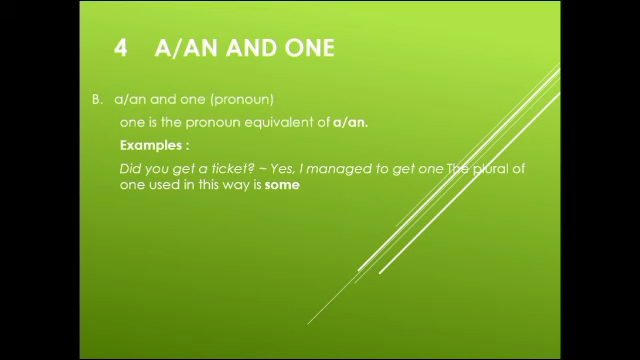 4 A/AN AND ONE
B. a/an and one (pronoun)
one is the pronoun equivalent of a/an.
Examples :
Did you get a ticket? ~ Yes, I managed to get one The plural of
one used in this way is some